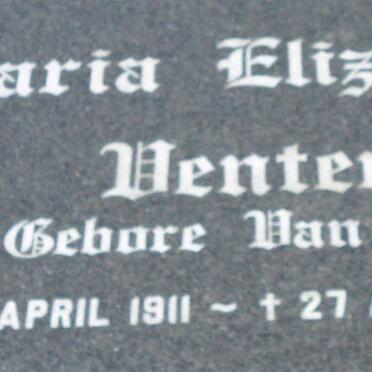 aria Eliz
Venter
Gebore Van
APRIL 1911 ~ † 27